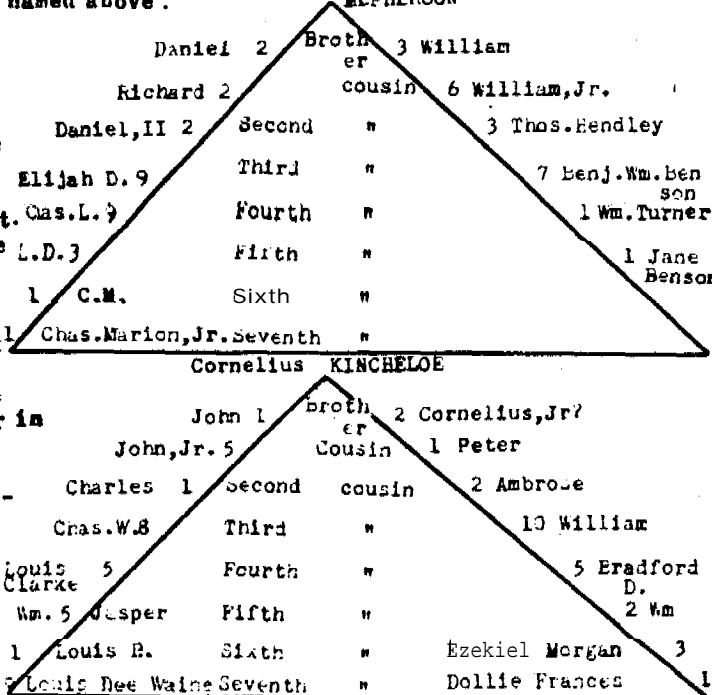 named above.
Daniel 2 Broth 3 William
er
Richard 2 cousin 6 William,Jr.
Daniel,II 2 Second " 3 Thos.Hendley
Elijah D. 9 Third " 7 Benj.Wm.Ben
son
t. Chas.L.9 Fourth " 1 Wm.Turner
L.D.3 Fifth " 1 Jane
Benson
1 C.M. Sixth "
1 Chas.Marion,Jr. Seventh "
Cornelius KINCHELOE
r in John 1 Broth 2 Cornelius,Jr?
er
John,Jr. 5 Cousin 1 Peter
Charles 1 Second cousin 2 Ambrose
Chas.W.8 Third " 10 William
Louis 5 Fourth " 5 Bradford
Clarke D.
Wm. 5 Jasper Fifth " 2 Wm
1 Louis R. Sixth " Ezekiel Morgan 3
Louis Dee Waine Seventh " Dollie Frances 1